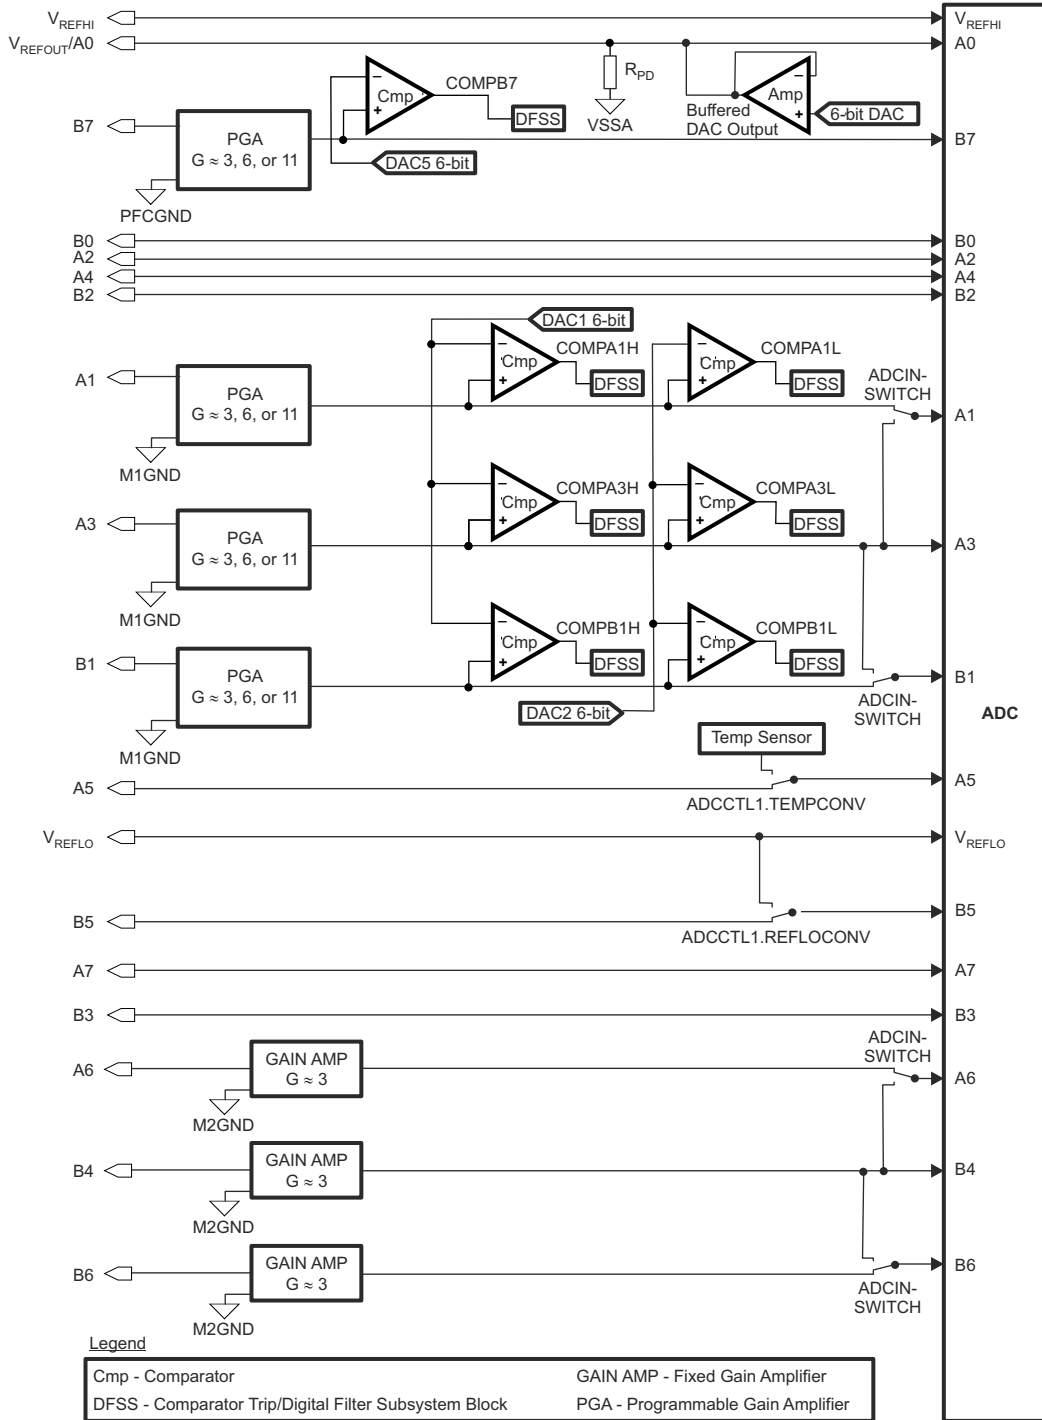 VREFHI VREFHI
VREFOUT/A0 A0
COMPB7 RPD
Cmp Amp
DFSS VSSA Buffered DAC Output 6-bit DAC
B7 PGA G ≈ 3, 6, or 11 B7
DAC5 6-bit
PFCGND
B0 B0
A2 A2
A4 A4
B2 B2
DAC1 6-bit
COMPA1H COMPA1L
Cmp Cmp
DFSS DFSS
ADCIN-
SWITCH
A1 PGA A1
G ≈ 3, 6, or 11
M1GND
COMPA3H COMPA3L
Cmp Cmp
DFSS DFSS
A3 PGA A3
G ≈ 3, 6, or 11
M1GND
COMPB1H COMPB1L
Cmp Cmp
DFSS DFSS
B1 PGA B1
G ≈ 3, 6, or 11
ADCIN-
SWITCH
DAC2 6-bit
ADC
M1GND
Temp Sensor
A5 A5
ADCCTL1.TEMPCONV
VREFLO VREFLO
B5 B5
ADCCTL1.REFLOCONV
A7 A7
B3 B3
ADCIN-
SWITCH
A6 GAIN AMP A6
G ≈ 3
M2GND
B4 GAIN AMP B4
G ≈ 3
M2GND
B6 GAIN AMP B6
G ≈ 3
ADCIN-
SWITCH
M2GND
Legend
Cmp - Comparator GAIN AMP - Fixed Gain Amplifier
DFSS - Comparator Trip/Digital Filter Subsystem Block PGA - Programmable Gain Amplifier